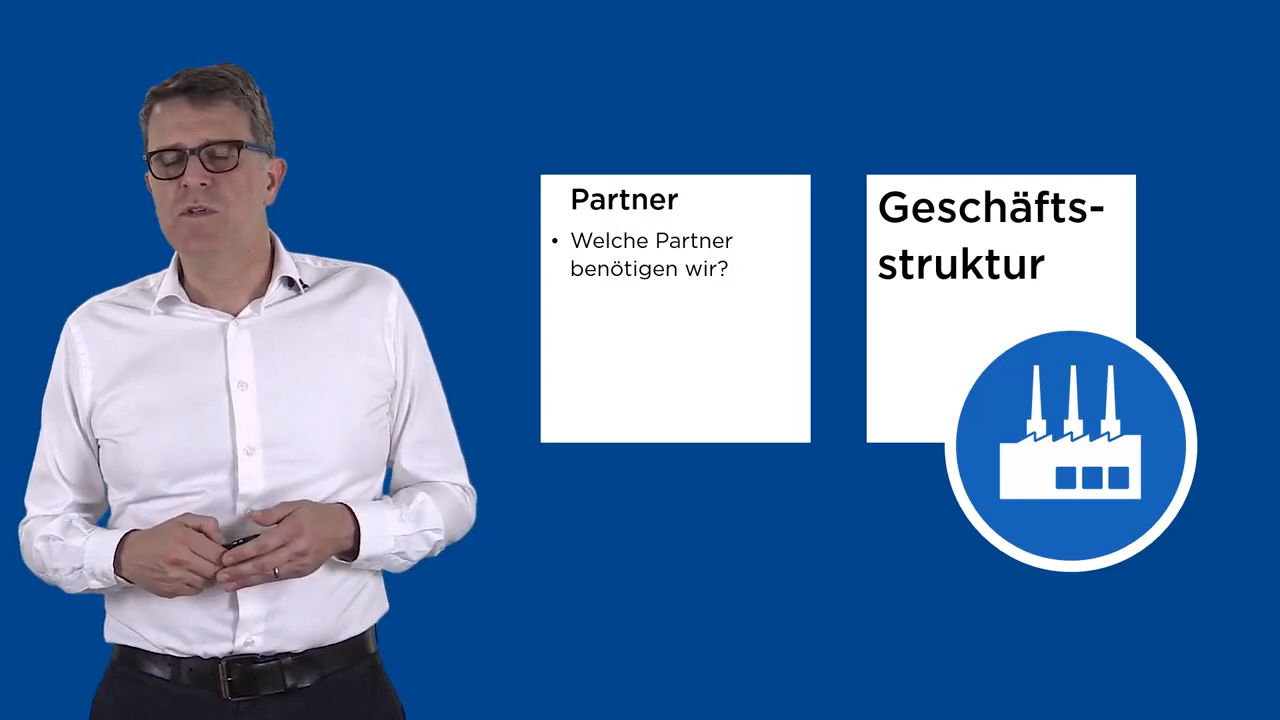 Partner
• Welche Partner
benötigen wir?
Geschäfts-
struktur